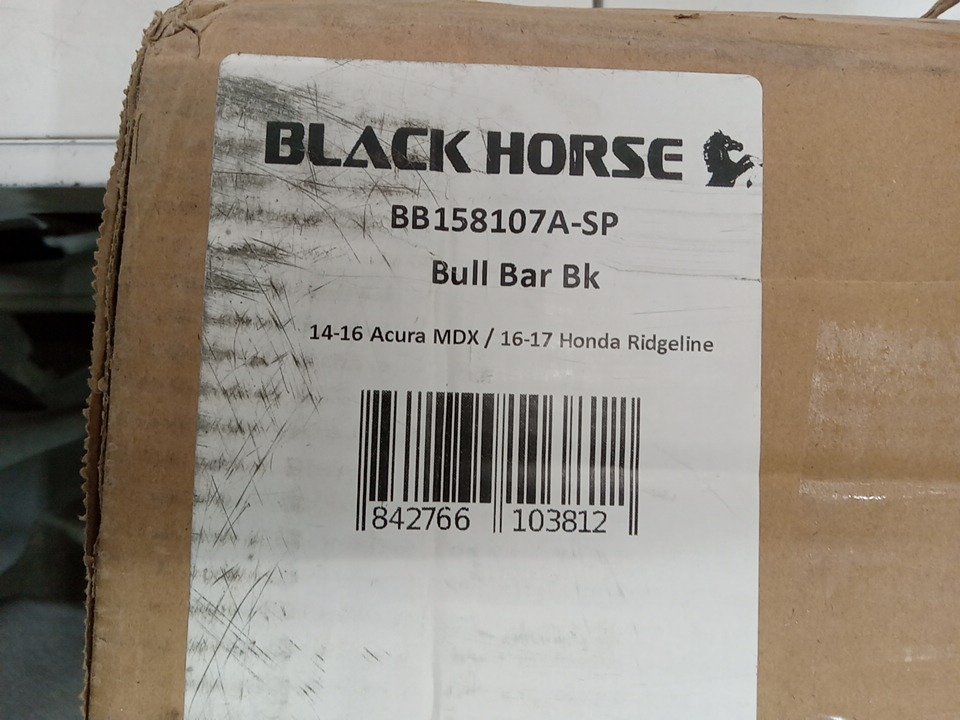 BLACK HORSE
BB158107A-SP
Bull Bar Bk
14-16 Acura MDX / 16-17 Honda Ridgeline
842766 103812